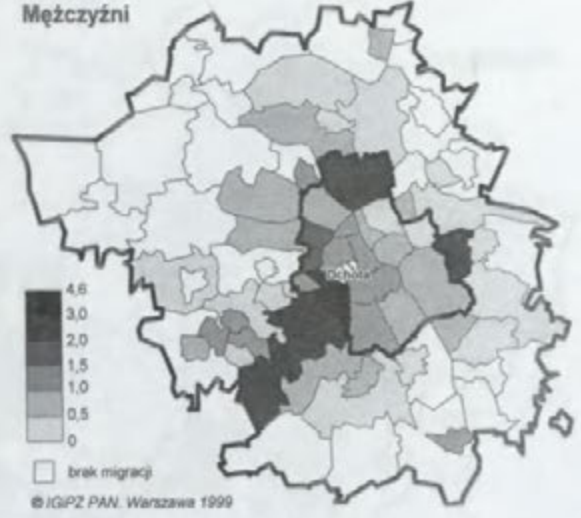 Mężczyźni
Ochota
4,6
3,0
2,0
1,5
1,0
0,5
0
brak migracji
© IGiPZ PAN. Warszawa 1999